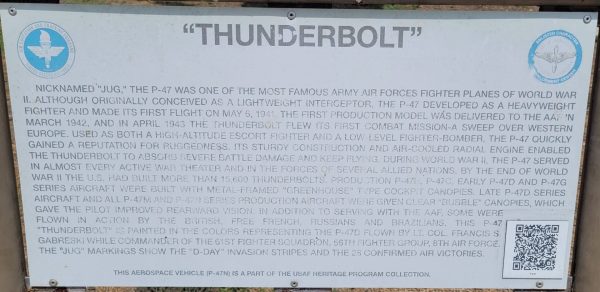 "THUNDERBOLT"
NICKNAMED "JUG," THE P-47 WAS ONE OF THE MOST FAMOUS ARMY AIR FORCES FIGHTER PLANES OF WORLD WAR
II. ALTHOUGH ORIGINALLY CONCEIVED AS A LIGHTWEIGHT INTERCEPTOR, THE P-47 DEVELOPED AS A HEAVYWEIGHT
FIGHTER AND MADE ITS FIRST FLIGHT ON MAY 6, 1941. THE FIRST PRODUCTION MODEL WAS DELIVERED TO THE AAF IN
MARCH 1942, AND IN APRIL 1943 THE THUNDERBOLT FLEW ITS FIRST COMBAT MISSION-A SWEEP OVER WESTERN
EUROPE. USED AS BOTH A HIGH-ALTITUDE ESCORT FIGHTER AND A LOW LEVEL FIGHTER-BOMBER, THE P-47 QUICKLY
GAINED A REPUTATION FOR RUGGEDNESS. ITS STURDY CONSTRUCTION AND AIR-COOLED RADIAL ENGINE ENABLED
THE THUNDERBOLT TO ABSORB SEVERE BATTLE DAMAGE AND KEEP FLYING. DURING WORLD WAR II, THE P-47 SERVED
IN ALMOST EVERY ACTIVE WAR THEATER AND IN THE FORCES OF SEVERAL ALLIED NATIONS. BY THE END OF WORLD
WAR II THE U.S. HAD BUILT MORE THAN 15,600 THUNDERBOLTS. PRODUCTION P-47B, P-47C, EARLY P-47D AND P-47G
SERIES AIRCRAFT WERE BUILT WITH METAL-FRAMED "GREENHOUSE" TYPE COCKPIT CANOPIES. LATE P-47D SERIES
AIRCRAFT AND ALL P-47M AND P-47N SERIES PRODUCTION AIRCRAFT WERE GIVEN CLEAR "BUBBLE" CANOPIES, WHICH
GAVE THE PILOT IMPROVED REARWARD VISION. IN ADDITION TO SERVING WITH THE AAF, SOME WERE
FLOWN IN ACTION BY THE BRITISH, FREE FRENCH, RUSSIANS AND BRAZILIANS. THIS P-47
"THUNDERBOLT" IS PAINTED IN THE COLORS REPRESENTING THE P-47D FLOWN BY LT. COL. FRANCIS S.
GABRESKI WHILE COMMANDER OF THE 61ST FIGHTER SQUADRON, 56TH FIGHTER GROUP, 8TH AIR FORCE.
THE "JUG" MARKINGS SHOW THE "D-DAY" INVASION STRIPES AND THE 28 CONFIRMED AIR VICTORIES.
THIS AEROSPACE VEHICLE (P-47N) IS A PART OF THE USAF HERITAGE PROGRAM COLLECTION.